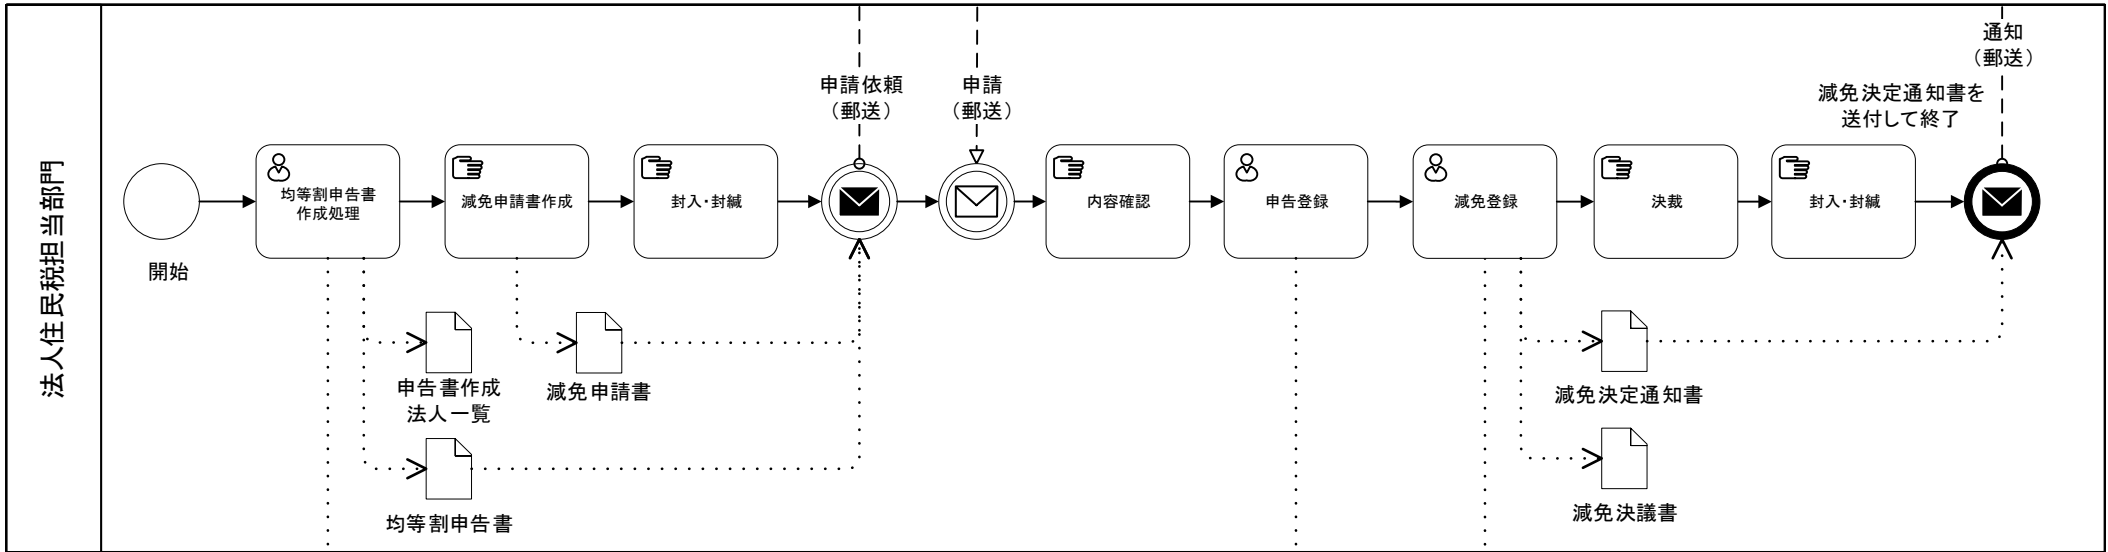 法人住民税担当部門
開始
均等割申告書
作成処理
減免申請書作成
封入・封緘
申請依頼
（郵送）
申請
（郵送）
内容確認
申告登録
減免登録
決裁
封入・封緘
通知
（郵送）
減免決定通知書を
送付して終了
申告書作成
法人一覧
減免申請書
均等割申告書
減免決定通知書
減免決議書